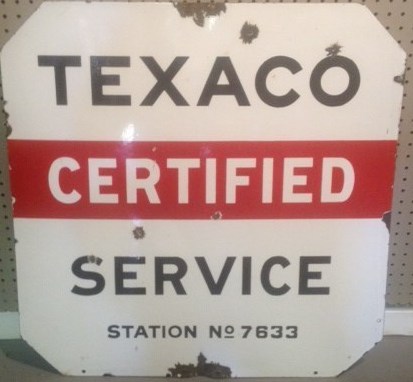 TEXACO
CERTIFIED
SERVICE
STATION Nº 7633